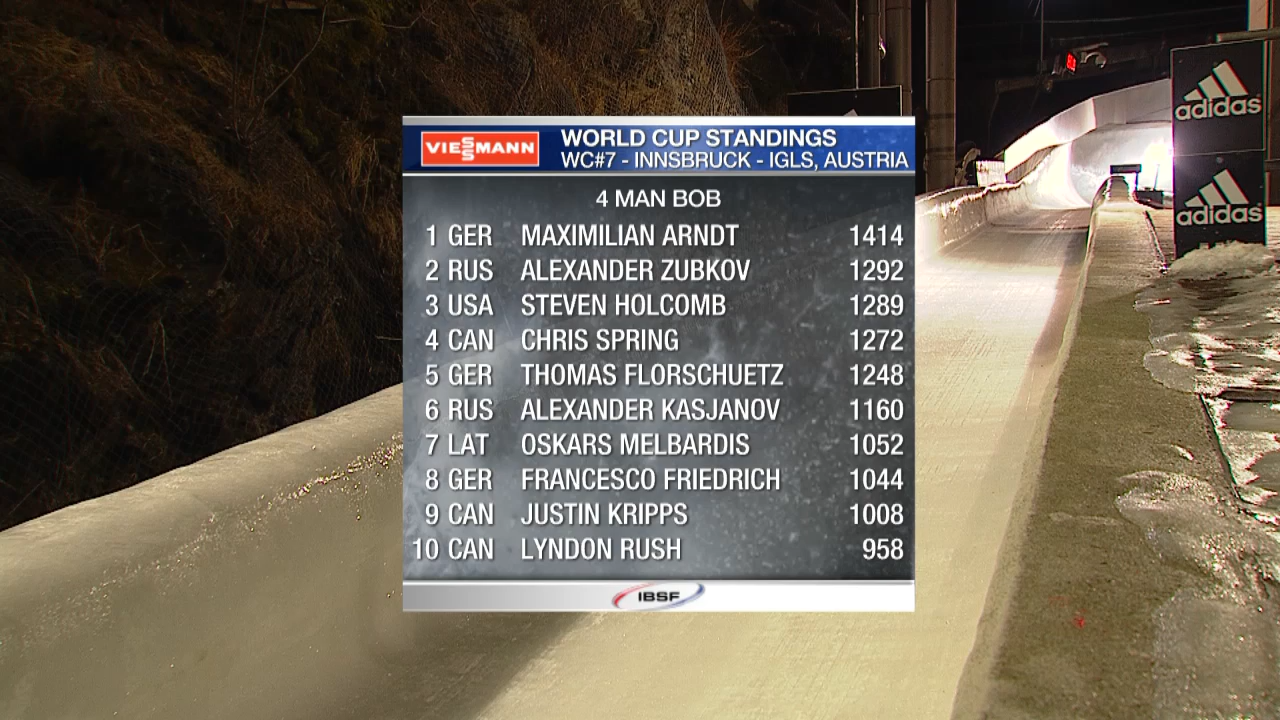 VIESSMANN
WORLD CUP STANDINGS
WC#7 - INNSBRUCK - IGLS, AUSTRIA
4 MAN BOB
1 GER MAXIMILIAN ARNDT 1414
2 RUS ALEXANDER ZUBKOV 1292
3 USA STEVEN HOLCOMB 1289
4 CAN CHRIS SPRING 1272
5 GER THOMAS FLORSCHUETZ 1248
6 RUS ALEXANDER KASJANOV 1160
7 LAT OSKARS MELBARDIS 1052
8 GER FRANCESCO FRIEDRICH 1044
9 CAN JUSTIN KRIPPS 1008
10 CAN LYNDON RUSH 958
IBSF
adidas
adidas